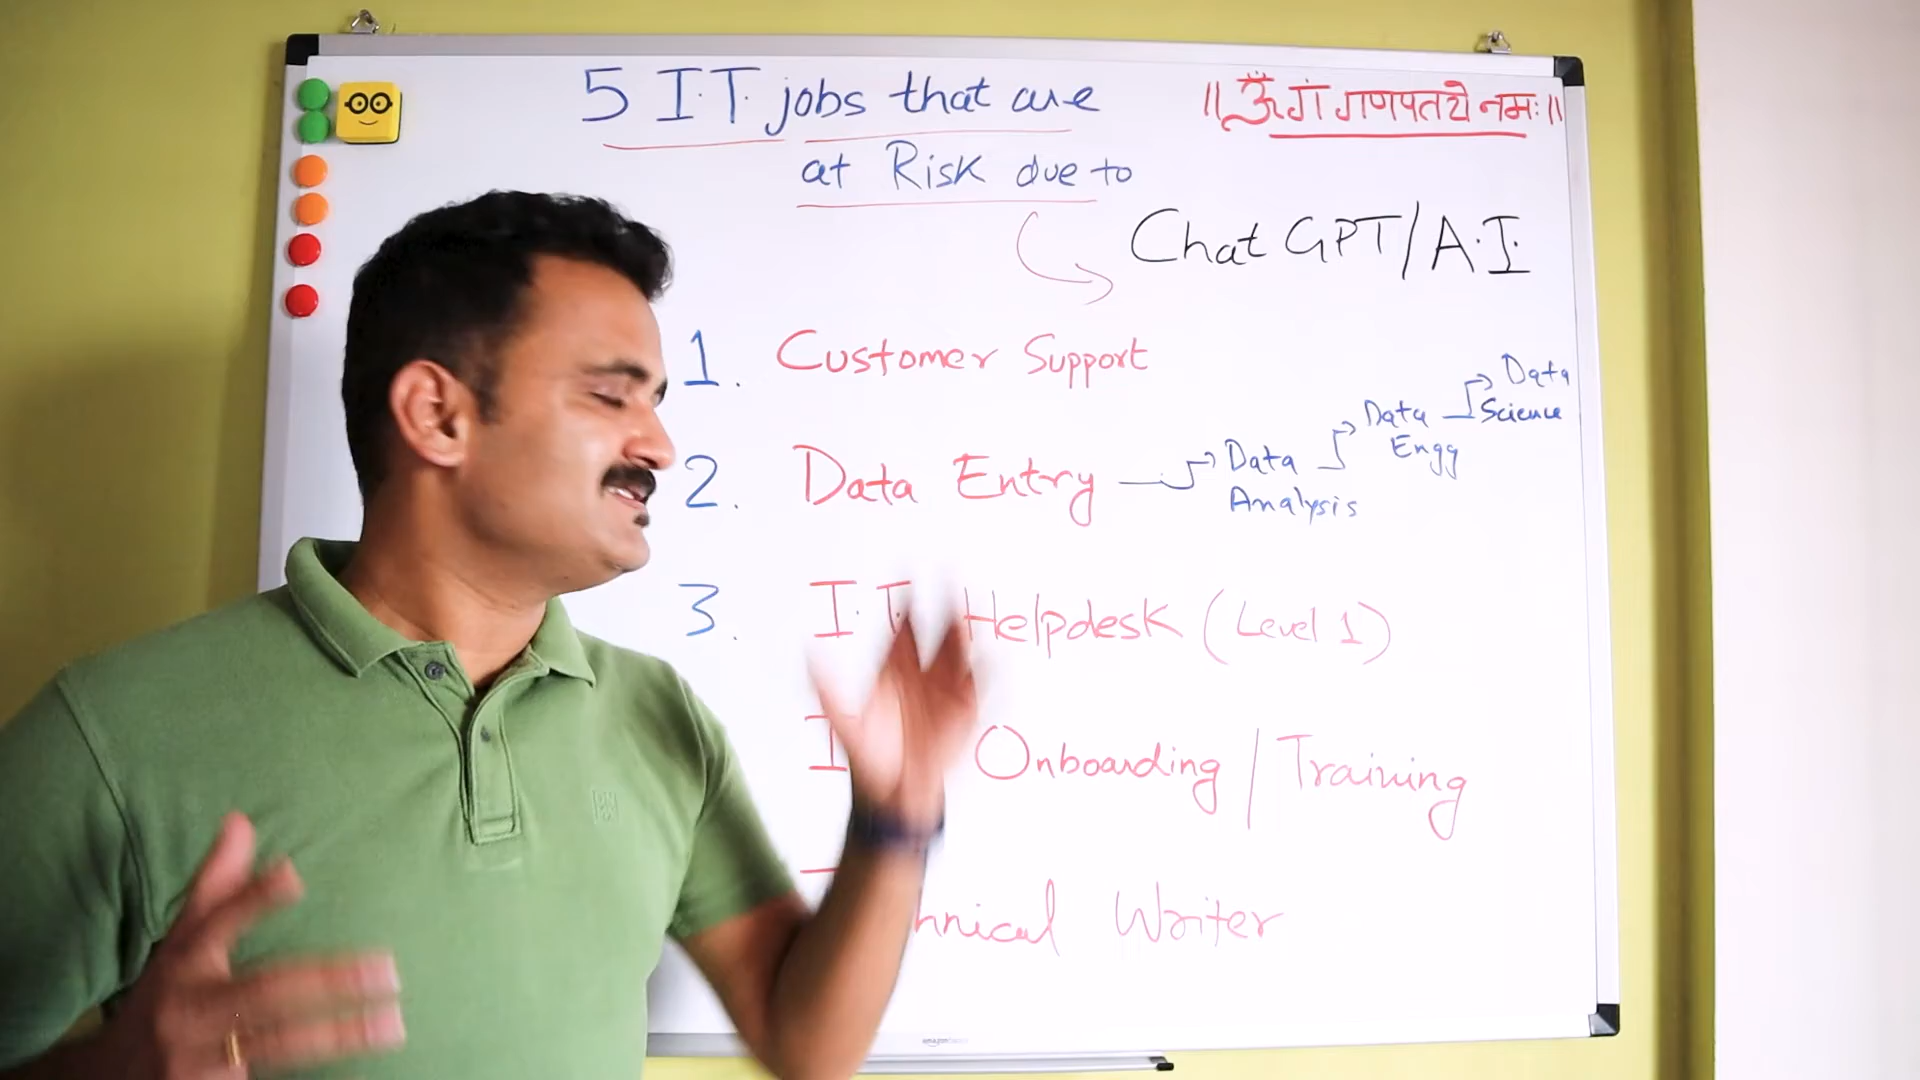 5 I.T. jobs that are
at Risk due to
॥ ॐ गं गणपतये नमः ॥
Chat GPT/A.I.
1. Customer Support
2. Data Entry
Data
Analysis
Data
Engg
Data
Science
3. I.T. Helpdesk (Level 1)
Onboarding / Training
Writer